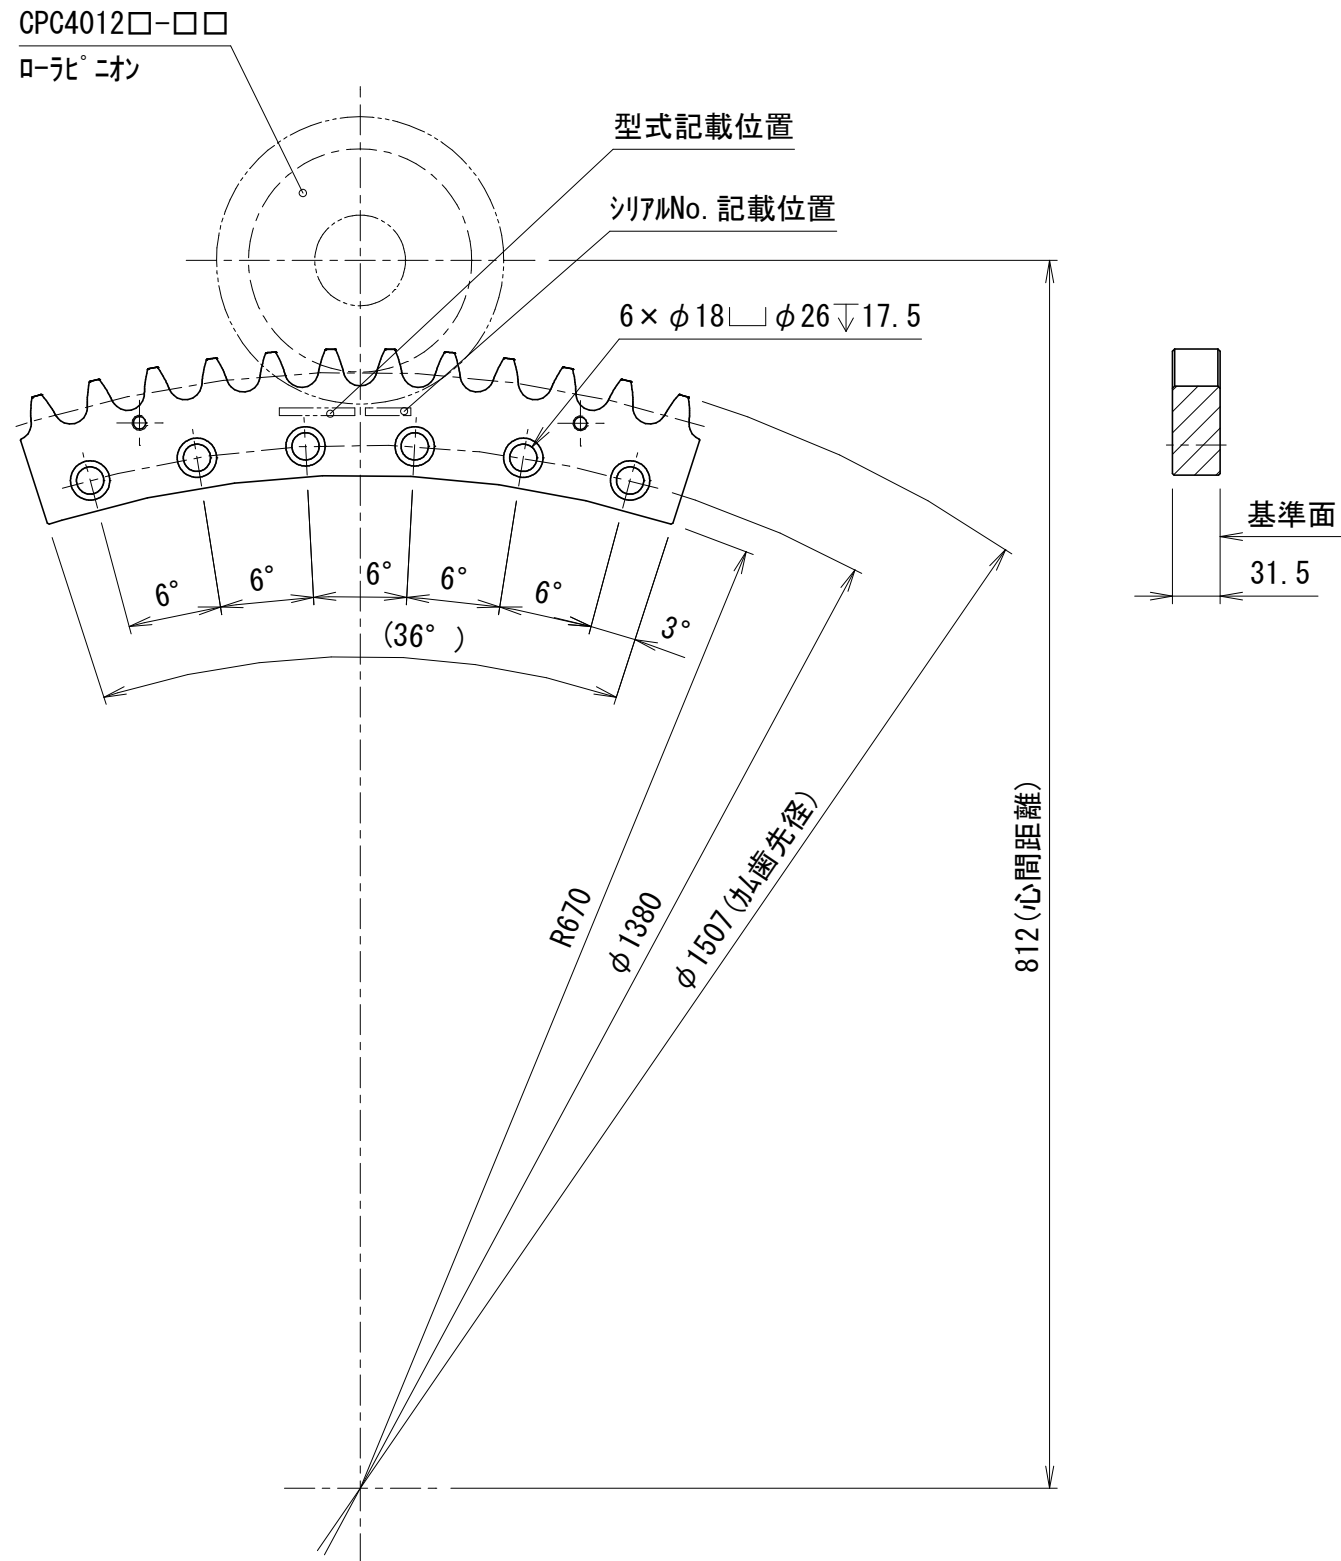 CPC4012□-□□
ﾛｰﾗﾋﾟﾆｵﾝ
型式記載位置
ｼﾘｱﾙNo.記載位置
6×φ18⌴φ26↧17.5
基準面
31.5
6°
6°
6°
6°
6°
3°
(36°)
R670
φ1380
φ1507(ｶﾑ歯先径)
812(心間距離)